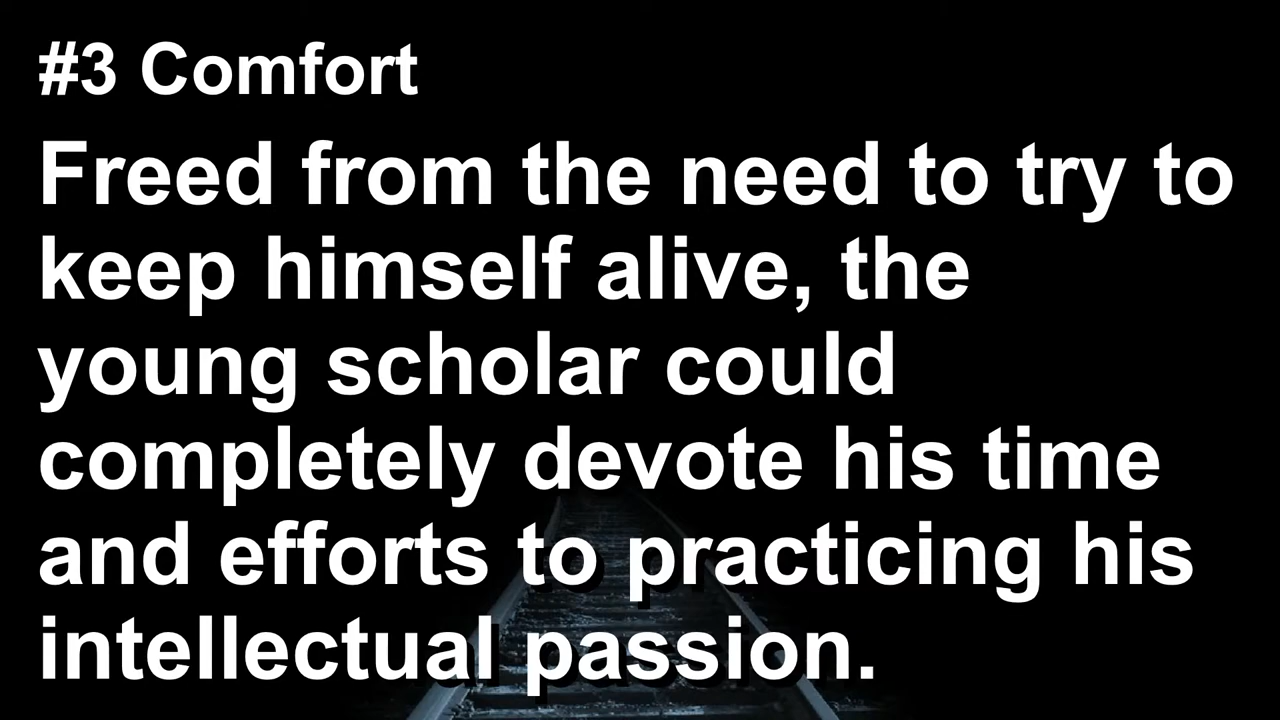 #3 Comfort
Freed from the need to try to
keep himself alive, the
young scholar could
completely devote his time
and efforts to practicing his
intellectual passion.